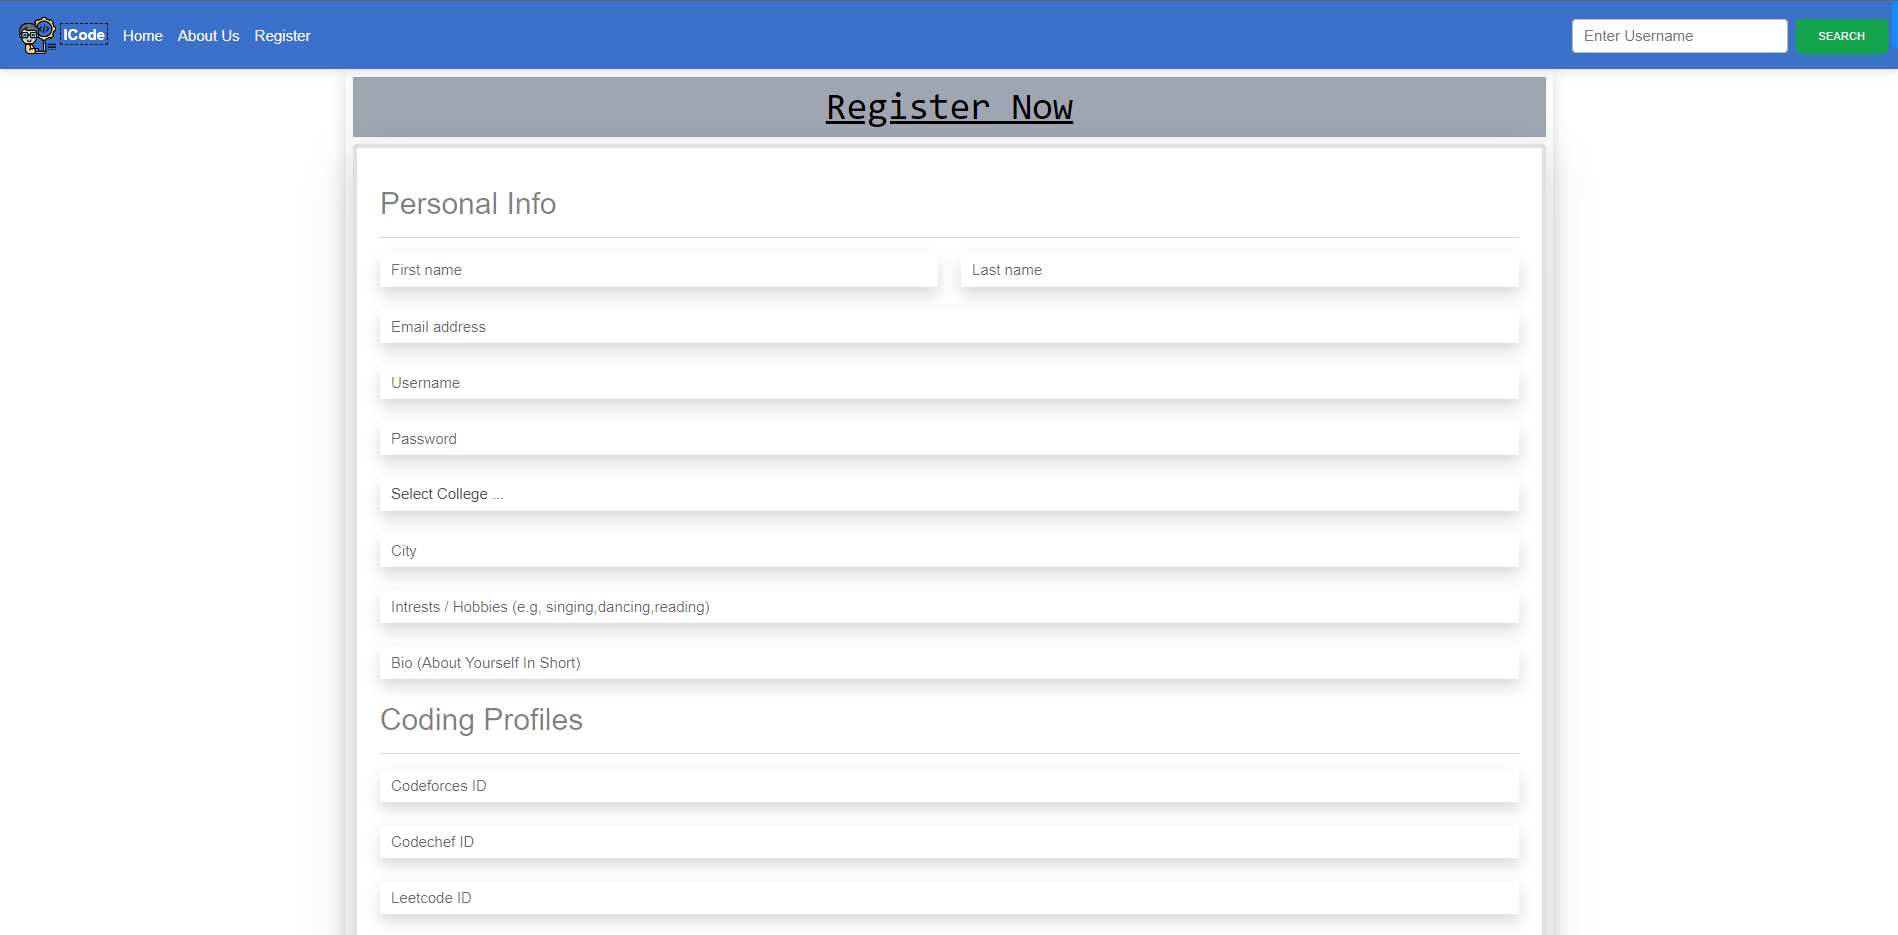 ICode Home About Us Register Enter Username SEARCH
Register Now
Personal Info
First name Last name
Email address
Username
Password
Select College ...
City
Intrests / Hobbies (e.g, singing,dancing,reading)
Bio (About Yourself In Short)
Coding Profiles
Codeforces ID
Codechef ID
Leetcode ID